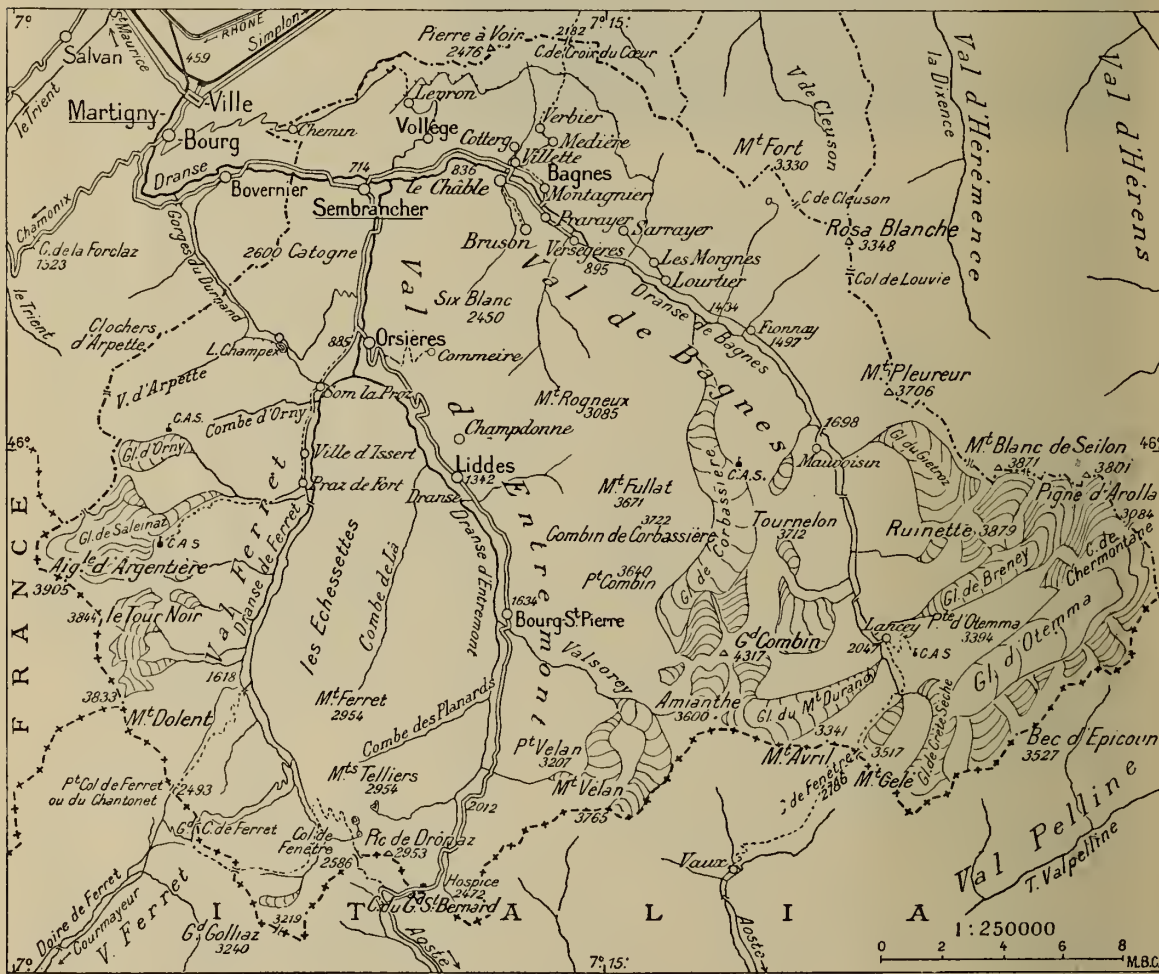 7°
7° 15'
St Maurice
RHÔNE
Simplon
Pierre à Voir
2476
2182
C. de Croix du Cœur
Salvan
459
le Trient
Martigny-
Ville
Bourg
Chemin
Levron
Vollège
Verbier
Cotterg
Medière
Villette
Bagnes
V. de Cleuson
la Dixence
Val d'Hérémence
Val d'Hérens
Mt Fort
3330
Dranse
Bovernier
714
Sembrancher
836
le Châble
Montagnier
C. de Cleuson
Chamonix
Gorges du Durnand
C. de la Forclaz
1523
le Trient
2600 Catogne
Bruson
Prarayer
Versegères
895
Sarrayer
Les Morgnes
Lourtier
Rosa Blanche
3348
Col de Louvie
Val
Six Blanc
2450
Val de Bagnes
Dranse de Bagnes
1434
Fionnay
1497
Clochers
d'Arpette
L. Champex
885
Orsières
Commeire
V. d'Arpette
Som la Proz
Mt Rogneux
3085
Mt Pleureur
3706
C.A.S.
Combe d'Orny
d'Entremont
Champdonne
1698
Mauvoisin
46°
Gl. d'Orny
Ville d'Issert
Liddes
1342
Gl. de Corbassière
C.A.S.
Gl. du Gietroz
Mt Blanc de Seilon
3871
46°
3801
Praz de Fort
Dranse
Mt Fullat
3671
Pigne d'Arolla
3084
FRANCE
Gl. de Saleinaz
C.A.S
Val Ferret
Dranse de Ferret
3722
Combin de Corbassière
Tournelon
3712
Ruinette
3879
Aigle d'Argentière
3905
les Echessettes
Combe de Là
Dranse d'Entremont
3640
Pt Combin
Gl. de Breney
C. de
Chermontane
3844
le Tour Noir
1634
Bourg-St Pierre
Lancey
2047
Pte d'Otemma
3394
C.A.S
Gd Combin
4317
Valsorey
Gl. d'Otemma
3833
1618
Mt Dolent
Mt Ferret
2954
Combe des Planards
Amianthe
3600
Gl. du Mt Durand
3341
Gl. de Crête Sèche
Pt Velan
3207
Mt Avril
3517
Mt Gelé
Bec d'Epicoun
3527
Mts Telliers
2954
Mt Vélan
3765
de Fenêtre
2786
Pt Col de Ferret
ou du Chantonet
2493
2012
Gd C. de Ferret
Col de
Fenêtre
2586
Pic de Drônaz
2953
Vaux
Val Pelline
T. Valpelline
Hospice
2472
C. du Gd St Bernard
Doire de Ferret
Courmayeur
V. Ferret
3219
Gd Golliaz
3240
ITALIA
Aoste
Aoste
1:250000
0 2 4 6 8
7°
7° 15'
M.B.C.